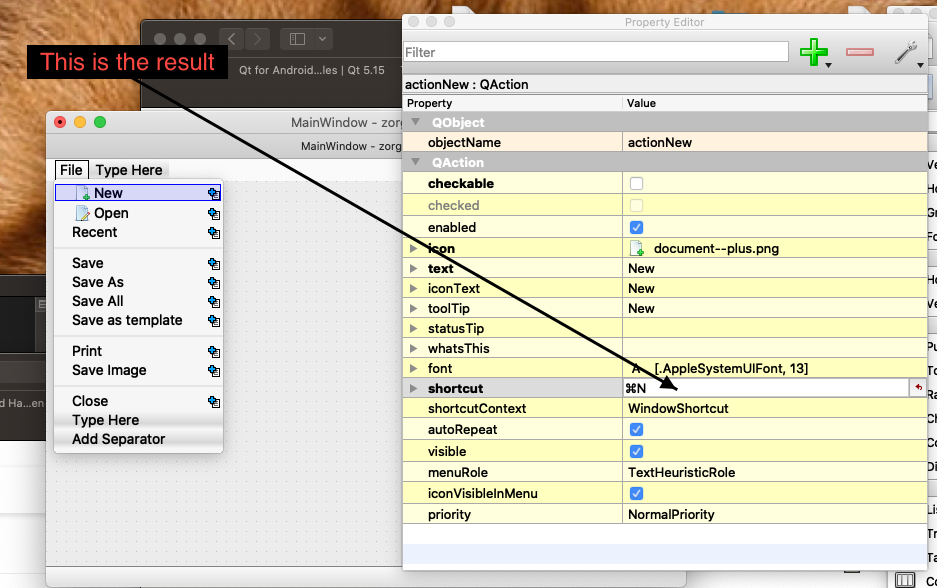 Property Editor
This is the result
Qt for Android...les | Qt 5.15
Filter
actionNew : QAction
Property Value
QObject
objectName actionNew
QAction
checkable
checked
enabled
icon document--plus.png
text New
iconText New
toolTip New
statusTip
whatsThis
font A [.AppleSystemUIFont, 13]
shortcut ⌘N
shortcutContext WindowShortcut
autoRepeat
visible
menuRole TextHeuristicRole
iconVisibleInMenu
priority NormalPriority
MainWindow - zorg
MainWindow - zorg
File Type Here
New
Open
Recent
Save
Save As
Save All
Save as template
Print
Save Image
Close
Type Here
Add Separator
d Ha...en